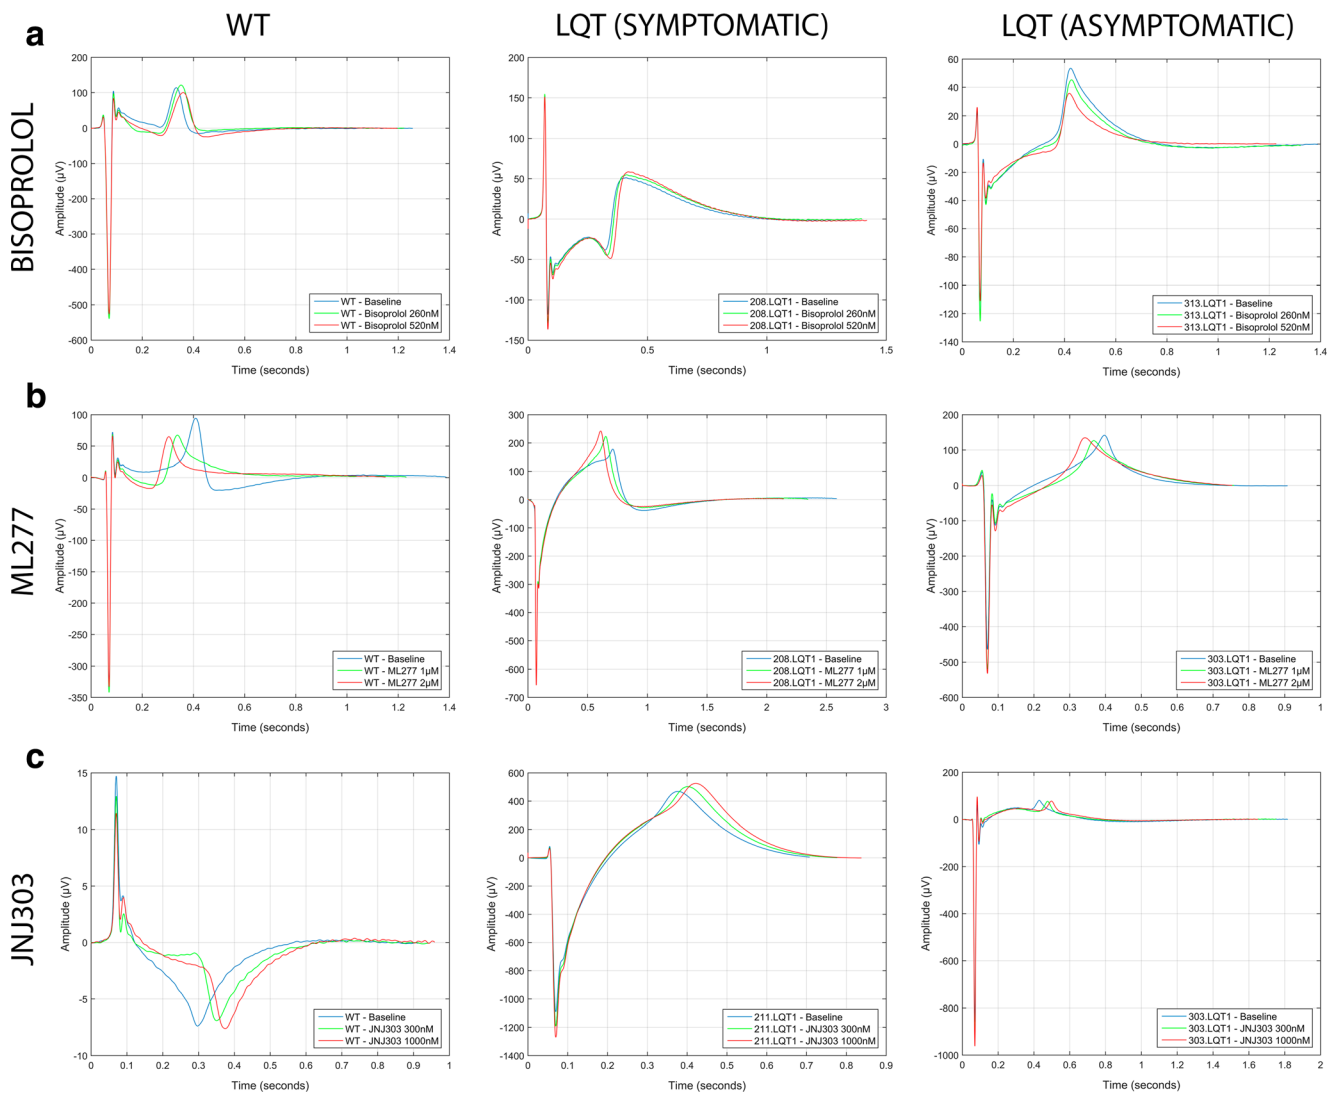 WT
LQT (SYMPTOMATIC)
LQT (ASYMPTOMATIC)
a
BISOPROLOL
200
100
0
-100
-200
-300
-400
-500
-600
Amplitude (µV)
0 0.2 0.4 0.6 0.8 1 1.2 1.4
Time (seconds)
WT - Baseline
WT - Bisoprolol 260nM
WT - Bisoprolol 520nM
200
150
100
50
0
-50
-100
-150
Amplitude (µV)
0 0.5 1 1.5
Time (seconds)
208.LQT1 - Baseline
208.LQT1 - Bisoprolol 260nM
208.LQT1 - Bisoprolol 520nM
60
40
20
0
-20
-40
-60
-80
-100
-120
-140
Amplitude (µV)
0 0.2 0.4 0.6 0.8 1 1.2 1.4
Time (seconds)
313.LQT1 - Baseline
313.LQT1 - Bisoprolol 260nM
313.LQT1 - Bisoprolol 520nM
b
ML277
100
50
0
-50
-100
-150
-200
-250
-300
-350
Amplitude (µV)
0 0.2 0.4 0.6 0.8 1 1.2 1.4
Time (seconds)
WT - Baseline
WT - ML277 1µM
WT - ML277 2µM
300
200
100
0
-100
-200
-300
-400
-500
-600
-700
Amplitude (µV)
0 0.5 1 1.5 2 2.5 3
Time (seconds)
208.LQT1 - Baseline
208.LQT1 - ML277 1µM
208.LQT1 - ML277 2µM
200
100
0
-100
-200
-300
-400
-500
-600
Amplitude (µV)
0 0.1 0.2 0.3 0.4 0.5 0.6 0.7 0.8 0.9 1
Time (seconds)
303.LQT1 - Baseline
303.LQT1 - ML277 1µM
303.LQT1 - ML277 2µM
c
JNJ303
15
10
5
0
-5
-10
Amplitude (µV)
0 0.1 0.2 0.3 0.4 0.5 0.6 0.7 0.8 0.9 1
Time (seconds)
WT - Baseline
WT - JNJ303 300nM
WT - JNJ303 1000nM
600
400
200
0
-200
-400
-600
-800
-1000
-1200
-1400
Amplitude (µV)
0 0.1 0.2 0.3 0.4 0.5 0.6 0.7 0.8 0.9
Time (seconds)
211.LQT1 - Baseline
211.LQT1 - JNJ303 300nM
211.LQT1 - JNJ303 1000nM
200
0
-200
-400
-600
-800
-1000
Amplitude (µV)
0 0.2 0.4 0.6 0.8 1 1.2 1.4 1.6 1.8 2
Time (seconds)
303.LQT1 - Baseline
303.LQT1 - JNJ303 300nM
303.LQT1 - JNJ303 1000nM